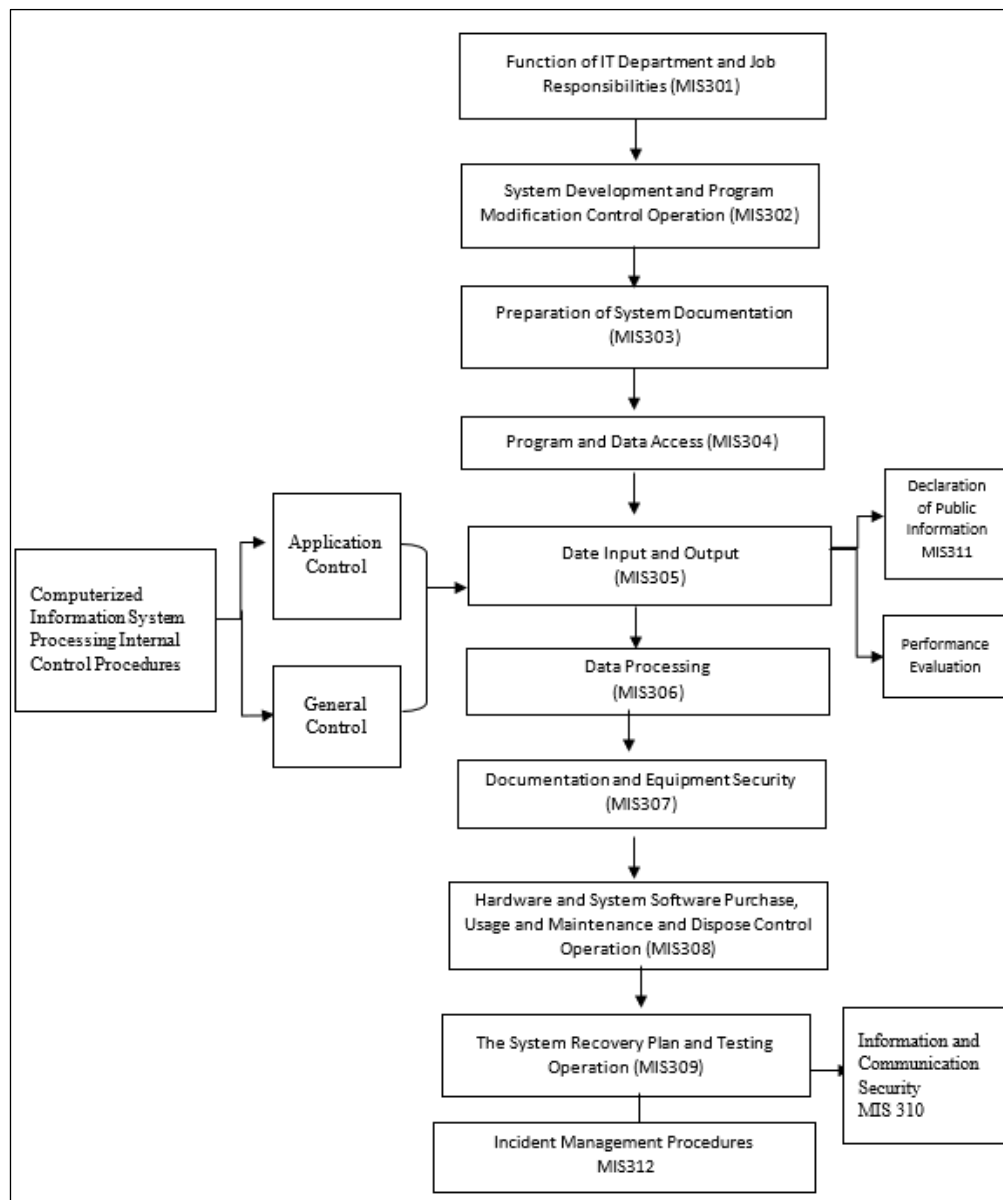 Function of IT Department and Job
Responsibilities (MIS301)
System Development and Program
Modification Control Operation (MIS302)
Preparation of System Documentation
(MIS303)
Program and Data Access (MIS304)
Declaration
of Public
Information
MIS311
Application
Control
Date Input and Output
(MIS305)
Computerized
Information System
Processing Internal
Control Procedures
Performance
Evaluation
Data Processing
(MIS306)
General
Control
Documentation and Equipment Security
(MIS307)
Hardware and System Software Purchase,
Usage and Maintenance and Dispose Control
Operation (MIS308)
The System Recovery Plan and Testing
Operation (MIS309)
Information and
Communication
Security
MIS 310
Incident Management Procedures
MIS312